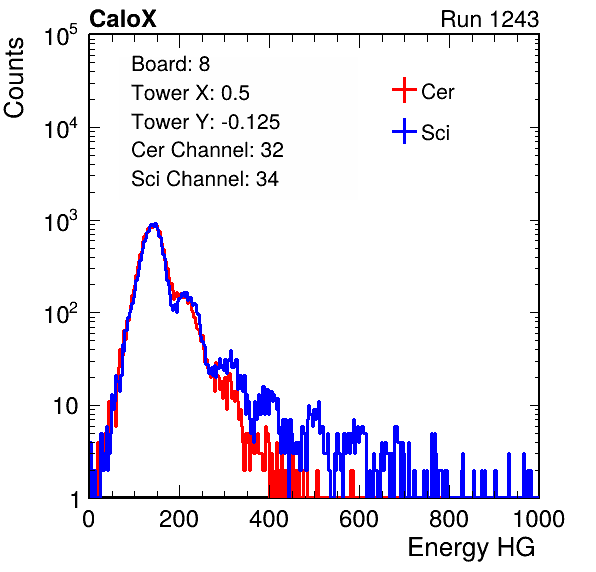 CaloX Run 1243
Counts
10^5
10^4
10^3
10^2
10
1
Board: 8
Tower X: 0.5
Tower Y: -0.125
Cer Channel: 32
Sci Channel: 34
Cer
Sci
0 200 400 600 800 1000
Energy HG